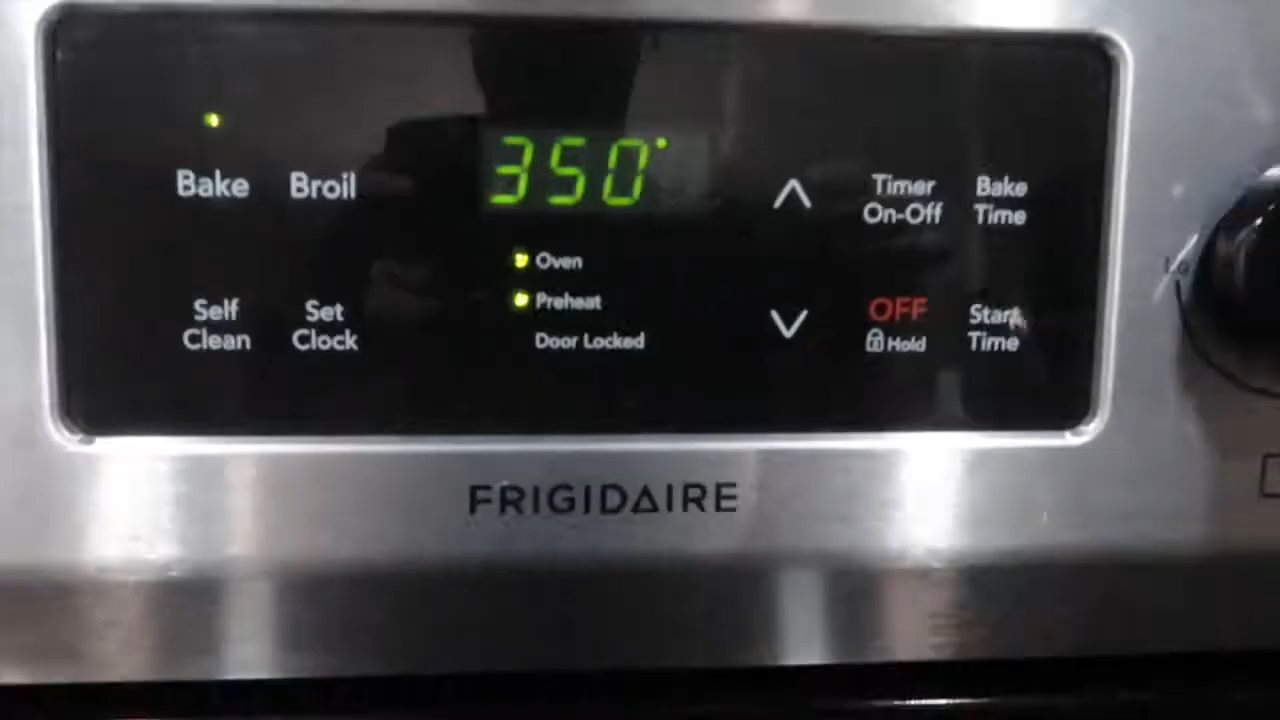 350°
Bake
Broil
Timer
On-Off
Bake
Time
Oven
Preheat
Door Locked
Self
Clean
Set
Clock
OFF
Hold
Start
Time
FRIGIDAIRE
Lo